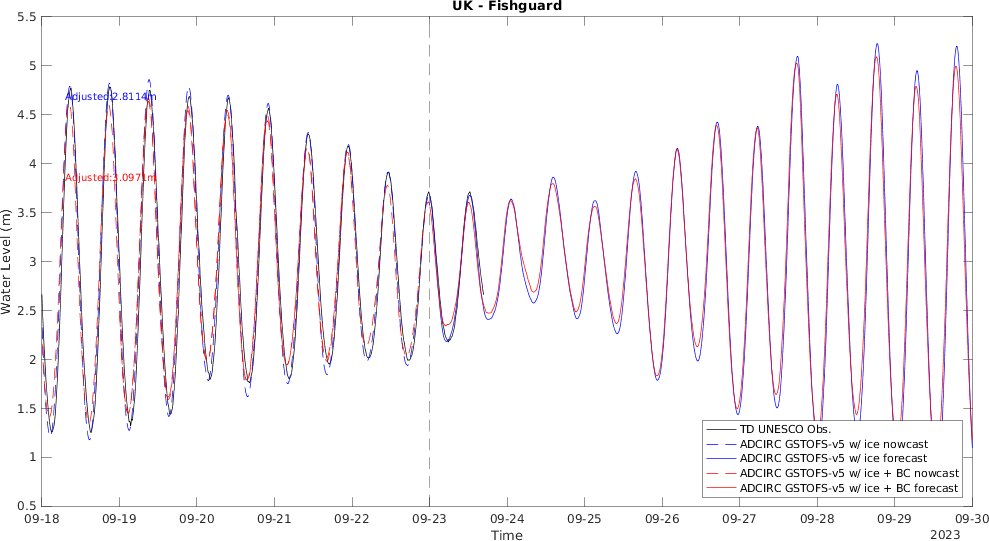 UK - Fishguard
5.5
5
4.5
4
3.5
3
2.5
2
1.5
1
0.5
Water Level (m)
Adjusted:2.8114m
Adjusted:3.0971m
TD UNESCO Obs.
ADCIRC GSTOFS-v5 w/ ice nowcast
ADCIRC GSTOFS-v5 w/ ice forecast
ADCIRC GSTOFS-v5 w/ ice + BC nowcast
ADCIRC GSTOFS-v5 w/ ice + BC forecast
09-18 09-19 09-20 09-21 09-22 09-23 09-24 09-25 09-26 09-27 09-28 09-29 09-30
Time
2023